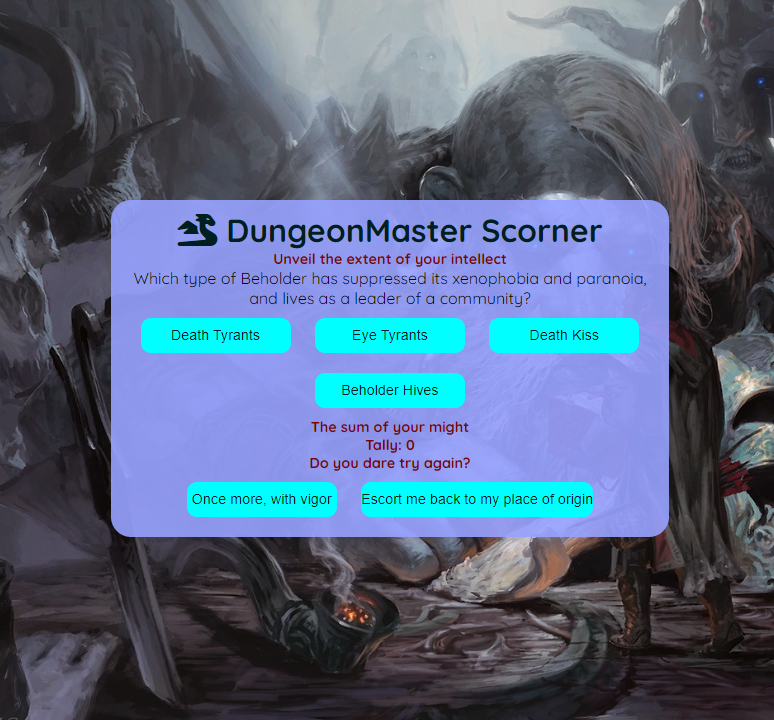 DungeonMaster Scorner
Unveil the extent of your intellect
Which type of Beholder has suppressed its xenophobia and paranoia,
and lives as a leader of a community?
Death Tyrants
Eye Tyrants
Death Kiss
Beholder Hives
The sum of your might
Tally: 0
Do you dare try again?
Once more, with vigor
Escort me back to my place of origin